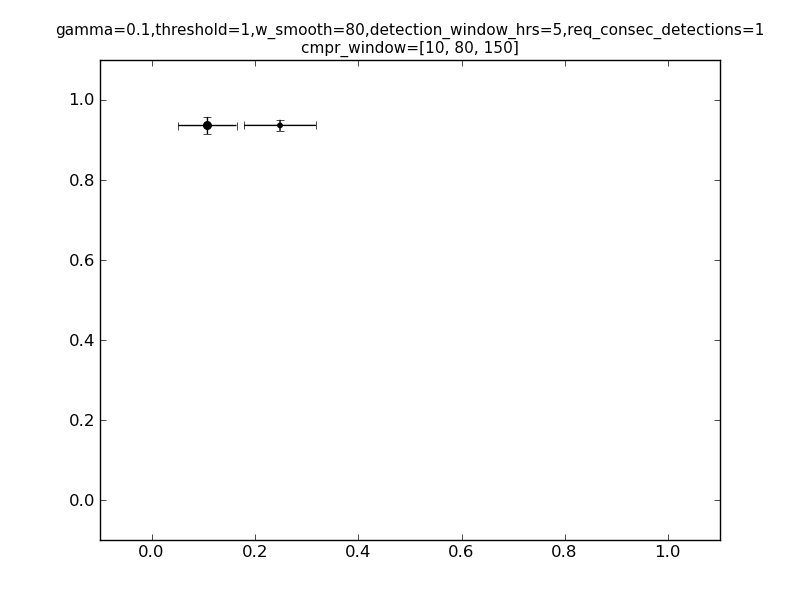 gamma=0.1,threshold=1,w_smooth=80,detection_window_hrs=5,req_consec_detections=1
cmpr_window=[10, 80, 150]
1.0
0.8
0.6
0.4
0.2
0.0
0.0 0.2 0.4 0.6 0.8 1.0